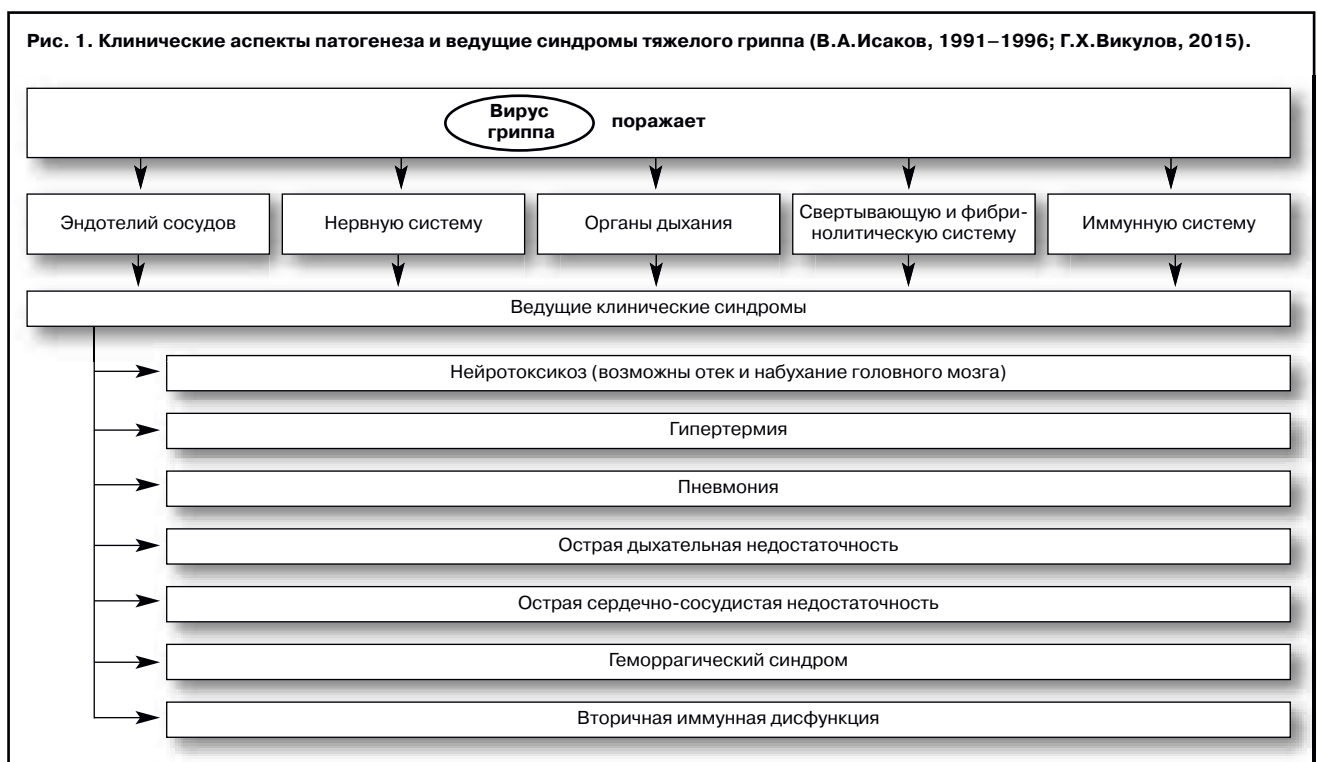 Рис. 1. Клинические аспекты патогенеза и ведущие синдромы тяжелого гриппа (В.А.Исаков, 1991–1996; Г.Х.Викулов, 2015).
Вирус
гриппа
поражает
Эндотелий сосудов
Нервную систему
Органы дыхания
Свертывающую и фибри-
нолитическую систему
Иммунную систему
Ведущие клинические синдромы
Нейротоксикоз (возможны отек и набухание головного мозга)
Гипертермия
Пневмония
Острая дыхательная недостаточность
Острая сердечно-сосудистая недостаточность
Геморрагический синдром
Вторичная иммунная дисфункция